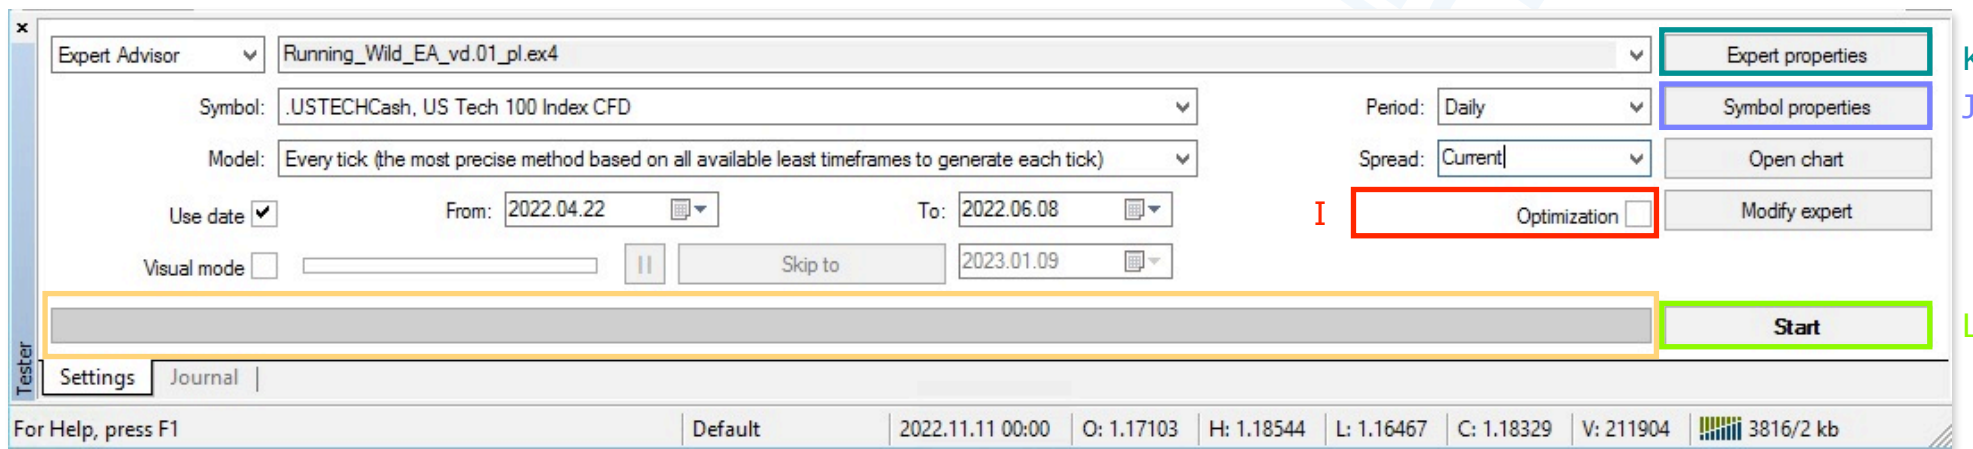 ×
Expert Advisor Running_Wild_EA_vd.01_pl.ex4 Expert properties K
Symbol: .USTECHCash, US Tech 100 Index CFD Period: Daily Symbol properties J
Model: Every tick (the most precise method based on all available least timeframes to generate each tick) Spread: Current Open chart
Use date From: 2022.04.22 To: 2022.06.08 I Optimization Modify expert
Visual mode Skip to 2023.01.09
Start L
Tester
Settings Journal
For Help, press F1 Default 2022.11.11 00:00 O: 1.17103 H: 1.18544 L: 1.16467 C: 1.18329 V: 211904 3816/2 kb